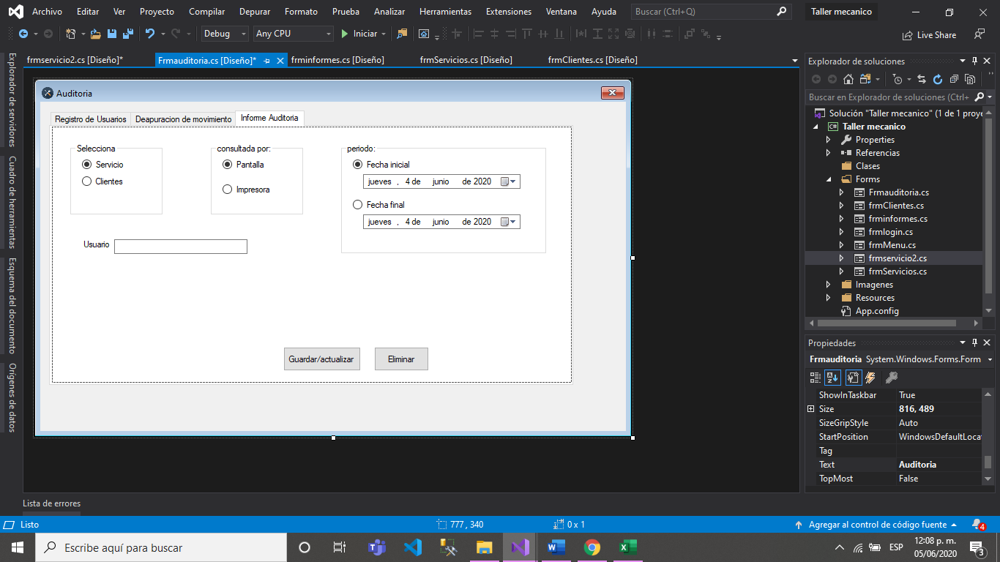 Archivo Editar Ver Proyecto Compilar Depurar Formato Prueba Analizar Herramientas Extensiones Ventana Ayuda Buscar (Ctrl+Q) Taller mecanico
Debug Any CPU Iniciar Live Share
frmservicio2.cs [Diseño]* Frmauditoria.cs [Diseño]* frminformes.cs [Diseño] frmServicios.cs [Diseño] frmClientes.cs [Diseño]
Explorador de servidores
Cuadro de herramientas
Esquema del documento
Orígenes de datos
Auditoria
Registro de Usuarios Deapuracion de movimiento Informe Auditoria
Selecciona
Servicio
Clientes
consultada por:
Pantalla
Impresora
periodo:
Fecha inicial
jueves , 4 de junio de 2020
Fecha final
jueves , 4 de junio de 2020
Usuario
Guardar/actualizar Eliminar
Explorador de soluciones
Buscar en Explorador de soluciones (Ctrl+
Solución "Taller mecanico" (1 de 1 proye
C# Taller mecanico
Properties
Referencias
Clases
Forms
Frmauditoria.cs
frmClientes.cs
frminformes.cs
frmlogin.cs
frmMenu.cs
frmservicio2.cs
frmServicios.cs
Imagenes
Resources
App.config
Propiedades
Frmauditoria System.Windows.Forms.Form
ShowInTaskbar True
Size 816, 489
SizeGripStyle Auto
StartPosition WindowsDefaultLoca
Tag
Text Auditoria
TopMost False
Lista de errores
Listo 777 , 340 0 x 1 Agregar al control de código fuente 4
Escribe aquí para buscar
ESP
12:08 p. m.
05/06/2020
3